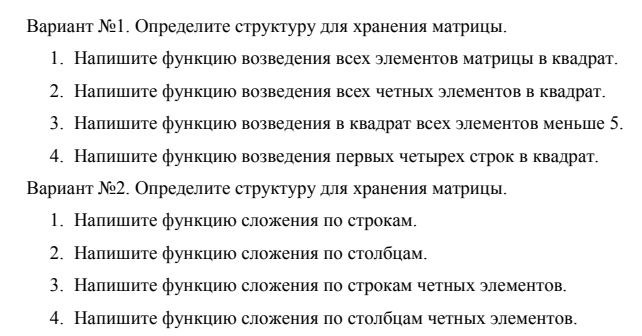 Вариант №1. Определите структуру для хранения матрицы.
1. Напишите функцию возведения всех элементов матрицы в квадрат.
2. Напишите функцию возведения всех четных элементов в квадрат.
3. Напишите функцию возведения в квадрат всех элементов меньше 5.
4. Напишите функцию возведения первых четырех строк в квадрат.
Вариант №2. Определите структуру для хранения матрицы.
1. Напишите функцию сложения по строкам.
2. Напишите функцию сложения по столбцам.
3. Напишите функцию сложения по строкам четных элементов.
4. Напишите функцию сложения по столбцам четных элементов.